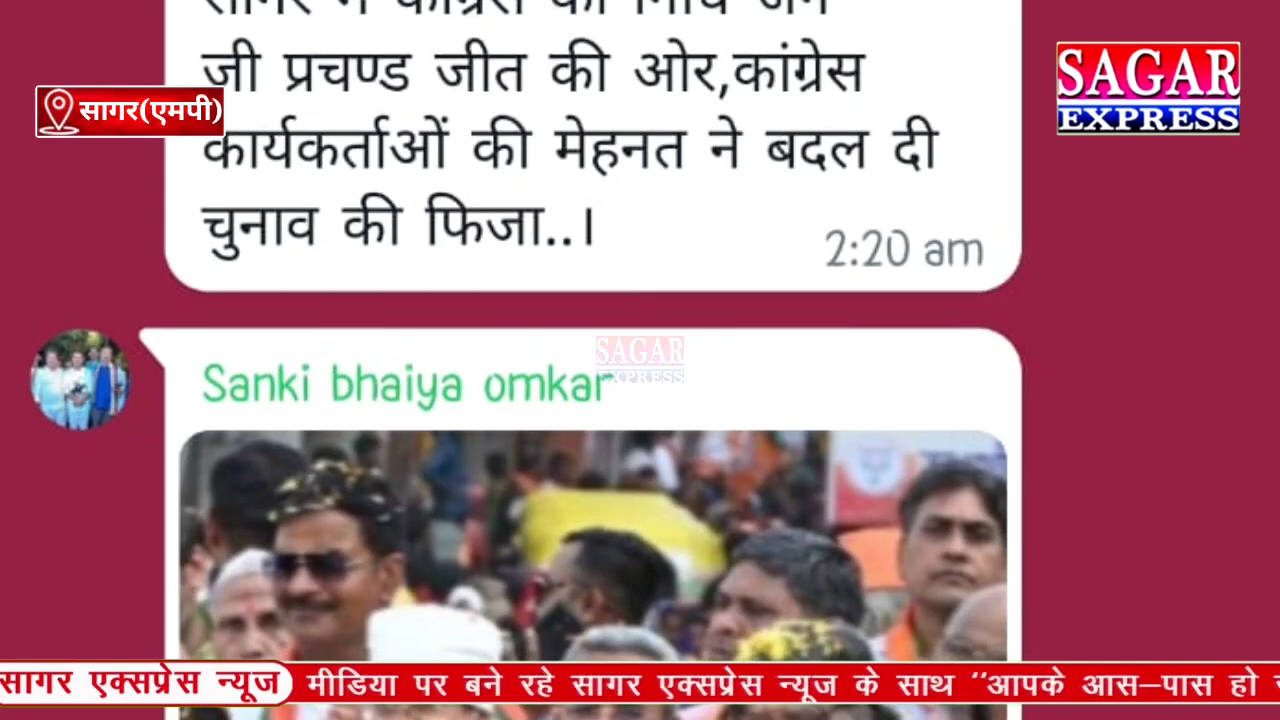 जी प्रचण्ड जीत की ओर,कांग्रेस
कार्यकर्ताओं की मेहनत ने बदल दी
चुनाव की फिजा..।
2:20 am
सागर(एमपी)
SAGAR
EXPRESS
Sanki bhaiya omkar
SAGAR
EXPRESS
सागर एक्सप्रेस न्यूज
मीडिया पर बने रहे सागर एक्सप्रेस न्यूज के साथ "आपके आस–पास हो